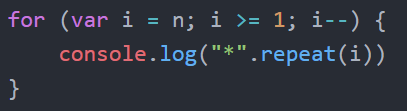 for (var i = n; i >= 1; i--) {
    console.log("*".repeat(i))
}